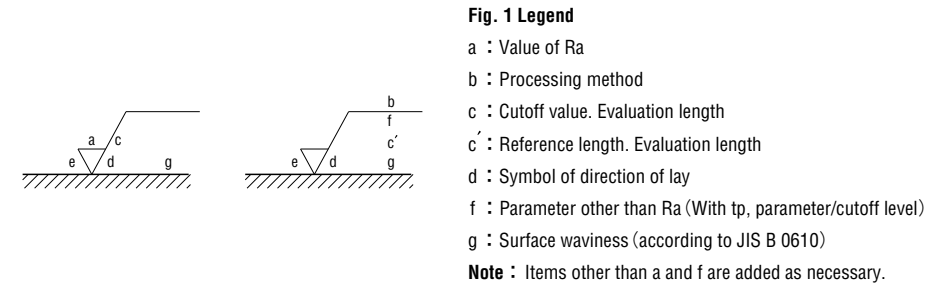 Fig. 1 Legend
a : Value of Ra
b : Processing method
c : Cutoff value. Evaluation length
c′ : Reference length. Evaluation length
d : Symbol of direction of lay
f : Parameter other than Ra (With tp, parameter/cutoff level)
g : Surface waviness (according to JIS B 0610)
Note : Items other than a and f are added as necessary.
a c
e d g
b
f
c′
e d g